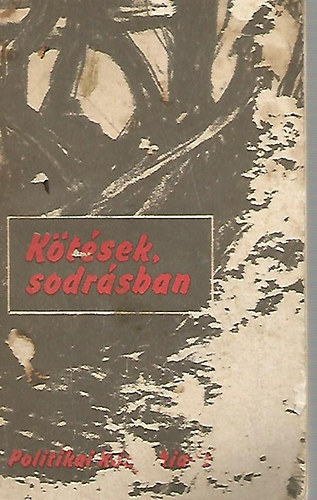 Kötések,
sodrásban
Politikai